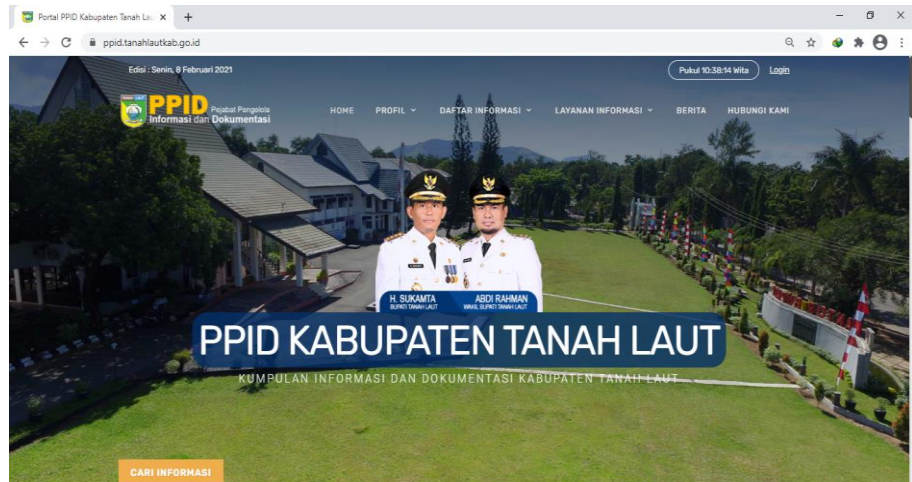 Portal PPID Kabupaten Tanah La
ppid.tanahlautkab.go.id
Edisi : Senin, 8 Februari 2021
Pukul 10:38:14 Wita
Login
PPID Pejabat Pengelola
Informasi dan Dokumentasi
HOME
PROFIL
DAFTAR INFORMASI
LAYANAN INFORMASI
BERITA
HUBUNGI KAMI
H. SUKAMTA
BUPATI TANAH LAUT
ABDI RAHMAN
WAKIL BUPATI TANAH LAUT
PPID KABUPATEN TANAH LAUT
KUMPULAN INFORMASI DAN DOKUMENTASI KABUPATEN TANAH LAUT
CARI INFORMASI